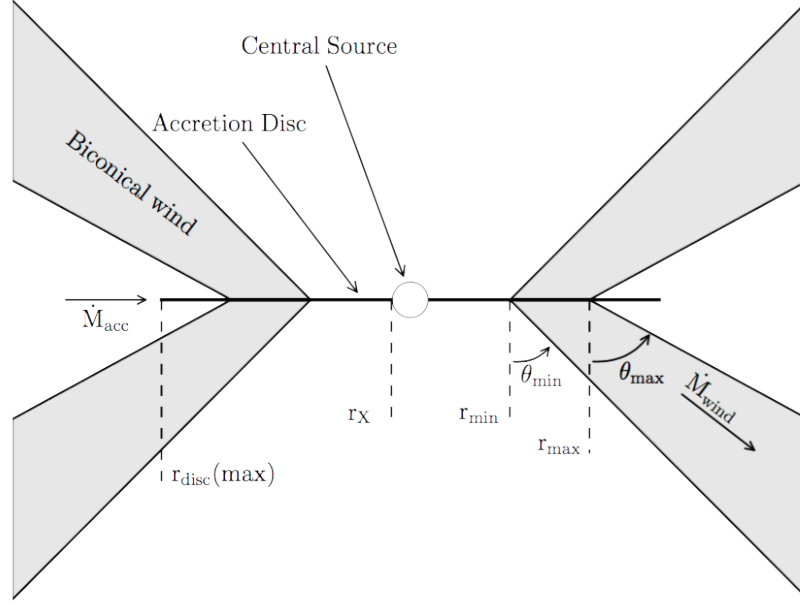 Central Source
Accretion Disc
Biconical wind
Ṁacc
θmin
θmax
Ṁwind
rX
rmin
rmax
rdisc(max)